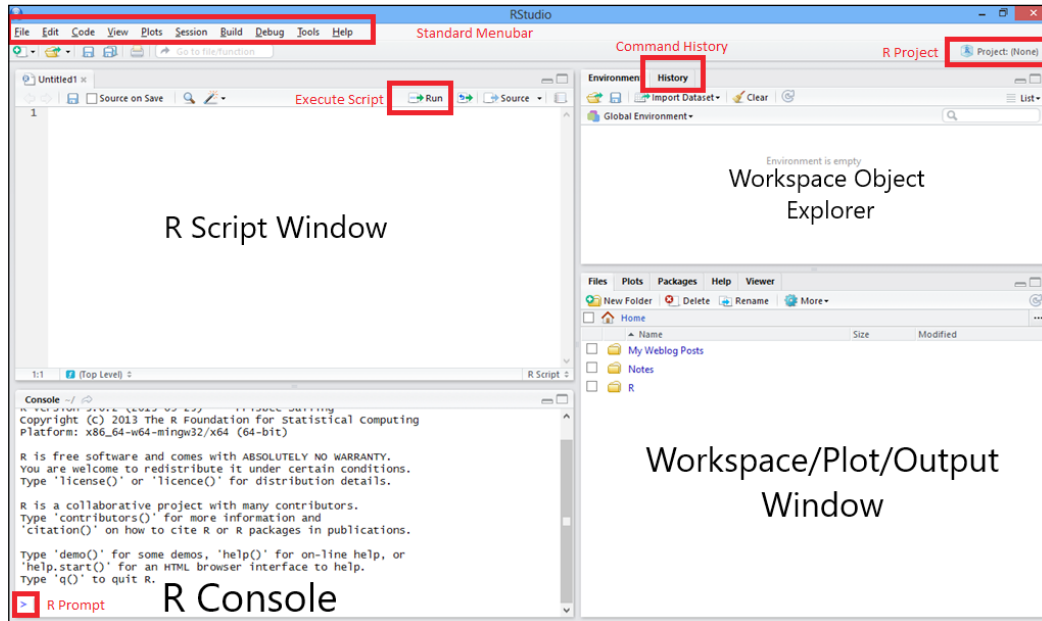 RStudio
File Edit Code View Plots Session Build Debug Tools Help
Standard Menubar
Go to file/function
Command History
R Project
Project: (None)
Untitled1
Source on Save
Execute Script
Run
Source
1
R Script Window
1:1
(Top Level)
R Script
Environment History
Import Dataset
Clear
List
Global Environment
Environment is empty
Workspace Object
Explorer
Files Plots Packages Help Viewer
New Folder Delete Rename More
Home
Name Size Modified
My Weblog Posts
Notes
R
Workspace/Plot/Output
Window
Console ~/
Copyright (C) 2013 The R Foundation for Statistical Computing
Platform: x86_64-w64-mingw32/x64 (64-bit)
R is free software and comes with ABSOLUTELY NO WARRANTY.
You are welcome to redistribute it under certain conditions.
Type 'license()' or 'licence()' for distribution details.
R is a collaborative project with many contributors.
Type 'contributors()' for more information and
'citation()' on how to cite R or R packages in publications.
Type 'demo()' for some demos, 'help()' for on-line help, or
'help.start()' for an HTML browser interface to help.
Type 'q()' to quit R.
>
R Prompt
R Console